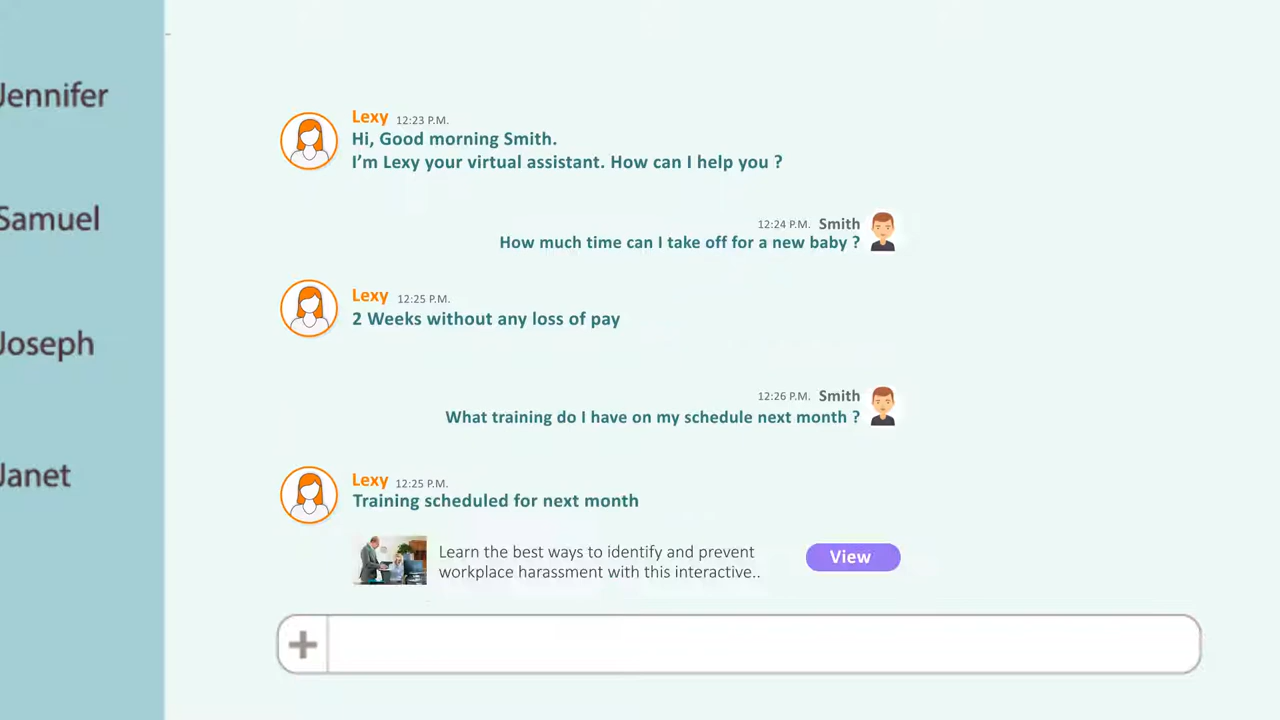 Jennifer
Samuel
Joseph
Janet
Lexy 12:23 P.M.
Hi, Good morning Smith.
I'm Lexy your virtual assistant. How can I help you ?
12:24 P.M. Smith
How much time can I take off for a new baby ?
Lexy 12:25 P.M.
2 Weeks without any loss of pay
12:26 P.M. Smith
What training do I have on my schedule next month ?
Lexy 12:25 P.M.
Training scheduled for next month
Learn the best ways to identify and prevent
workplace harassment with this interactive..
View